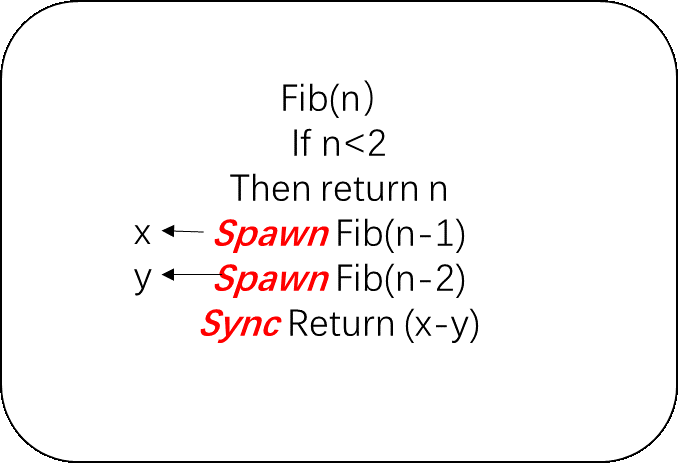 Fib(n）
If n<2
Then return n
x Spawn Fib(n-1)
y Spawn Fib(n-2)
Sync Return (x-y)